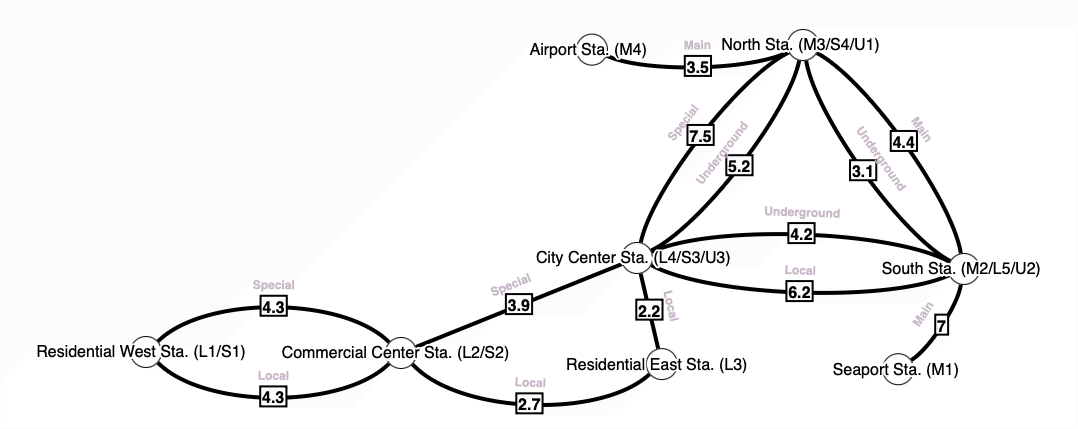 Airport Sta. (M4)
Main
3.5
North Sta. (M3/S4/U1)
Special
7.5
Underground
5.2
Underground
3.1
Main
4.4
Underground
4.2
City Center Sta. (L4/S3/U3)
South Sta. (M2/L5/U2)
Local
6.2
Special
4.3
Special
3.9
Local
2.2
Main
7
Residential West Sta. (L1/S1)
Commercial Center Sta. (L2/S2)
Residential East Sta. (L3)
Seaport Sta. (M1)
Local
4.3
Local
2.7